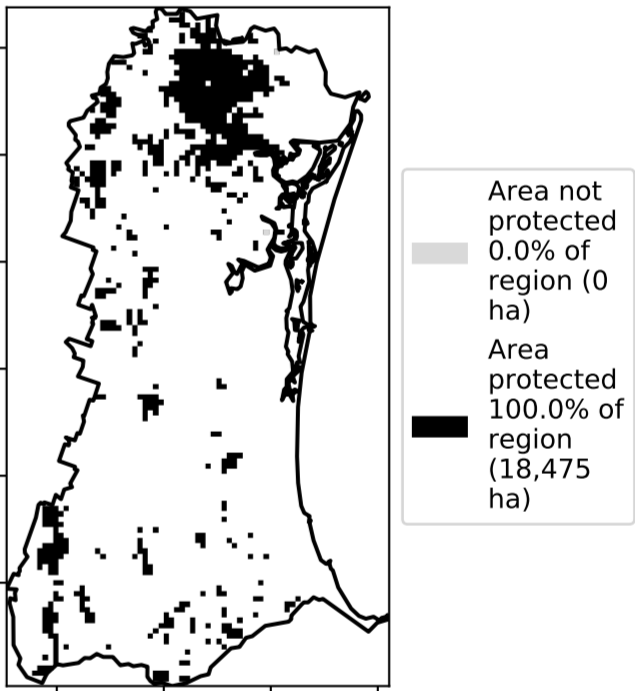 Area not
protected
0.0% of
region (0
ha)
Area
protected
100.0% of
region
(18,475
ha)